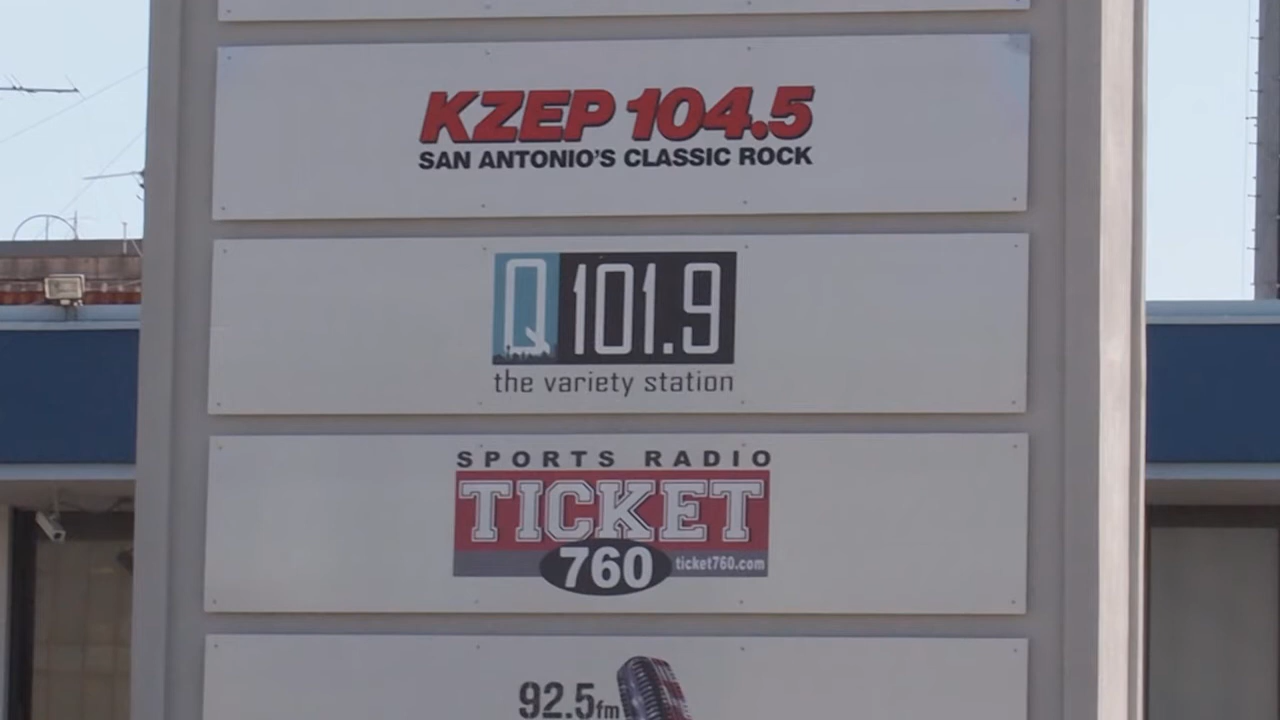 KZEP 104.5
SAN ANTONIO'S CLASSIC ROCK
Q101.9
the variety station
SPORTS RADIO
TICKET
760
ticket760.com
92.5fm